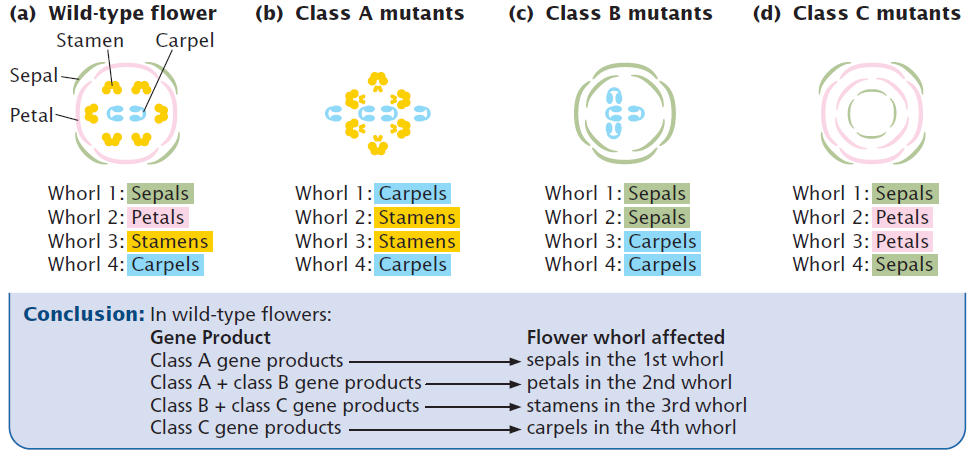 (a) Wild-type flower
Stamen Carpel
Sepal
Petal
Whorl 1: Sepals
Whorl 2: Petals
Whorl 3: Stamens
Whorl 4: Carpels
(b) Class A mutants
Whorl 1: Carpels
Whorl 2: Stamens
Whorl 3: Stamens
Whorl 4: Carpels
(c) Class B mutants
Whorl 1: Sepals
Whorl 2: Sepals
Whorl 3: Carpels
Whorl 4: Carpels
(d) Class C mutants
Whorl 1: Sepals
Whorl 2: Petals
Whorl 3: Petals
Whorl 4: Sepals
Conclusion: In wild-type flowers:
Gene Product Flower whorl affected
Class A gene products sepals in the 1st whorl
Class A + class B gene products petals in the 2nd whorl
Class B + class C gene products stamens in the 3rd whorl
Class C gene products carpels in the 4th whorl